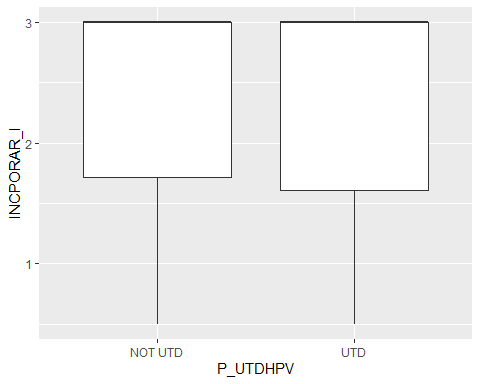 3
2
1
INCPORAR_I
NOT UTD
UTD
P_UTDHPV